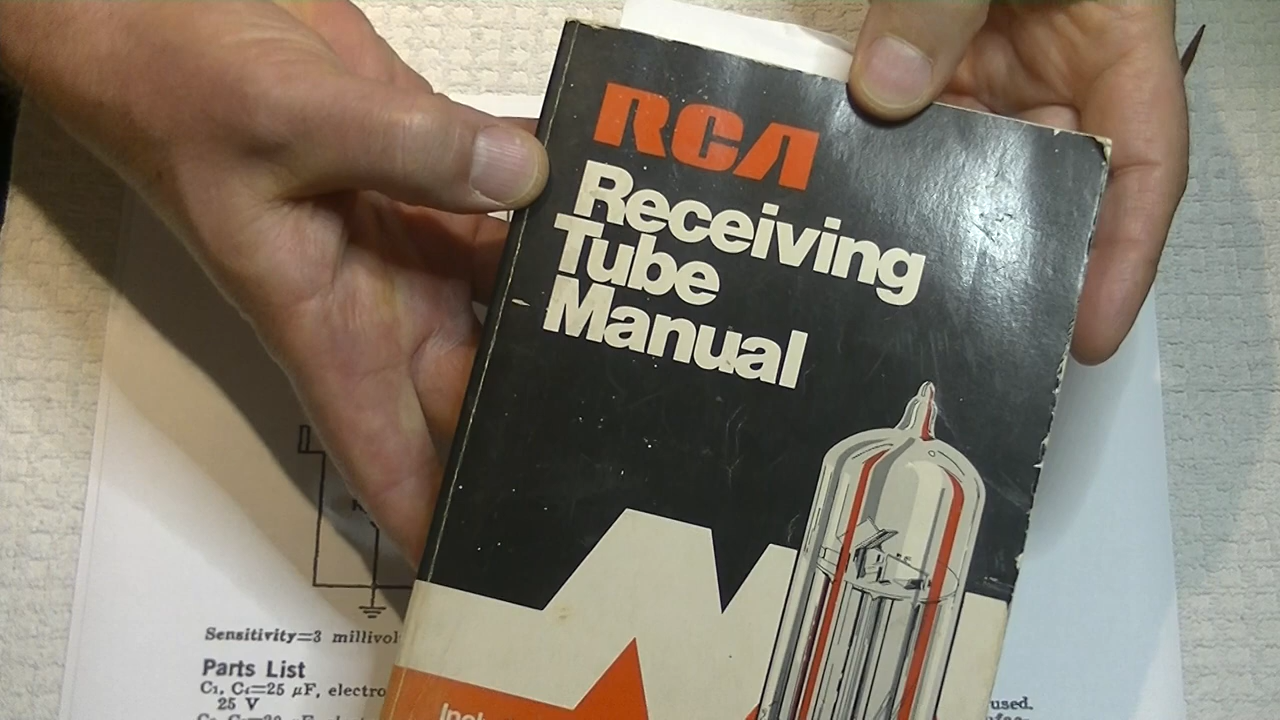 RCA
Receiving
Tube
Manual
Sensitivity=3 millivol
Parts List
C1, C4=25 μF, electro
25 V
used.